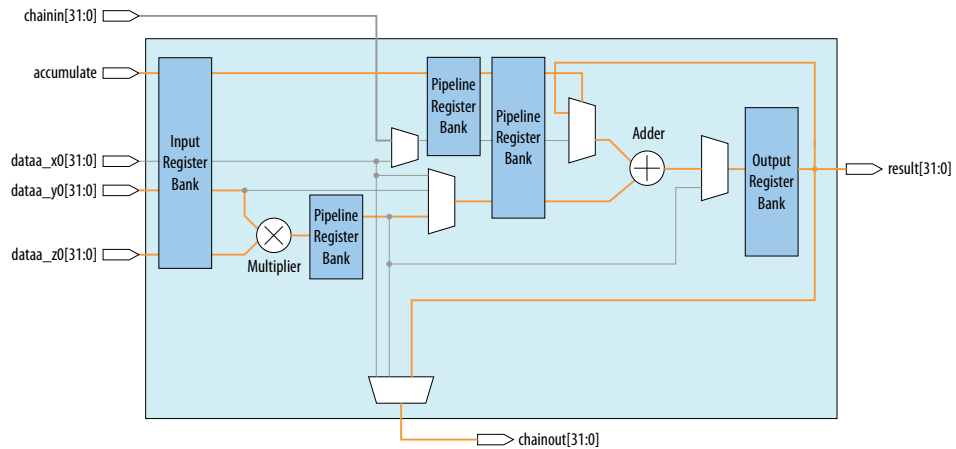 chainin[31:0]
accumulate
dataa_x0[31:0]
dataa_y0[31:0]
dataa_z0[31:0]
Input
Register
Bank
Multiplier
Pipeline
Register
Bank
Pipeline
Register
Bank
Pipeline
Register
Bank
Adder
Output
Register
Bank
result[31:0]
chainout[31:0]